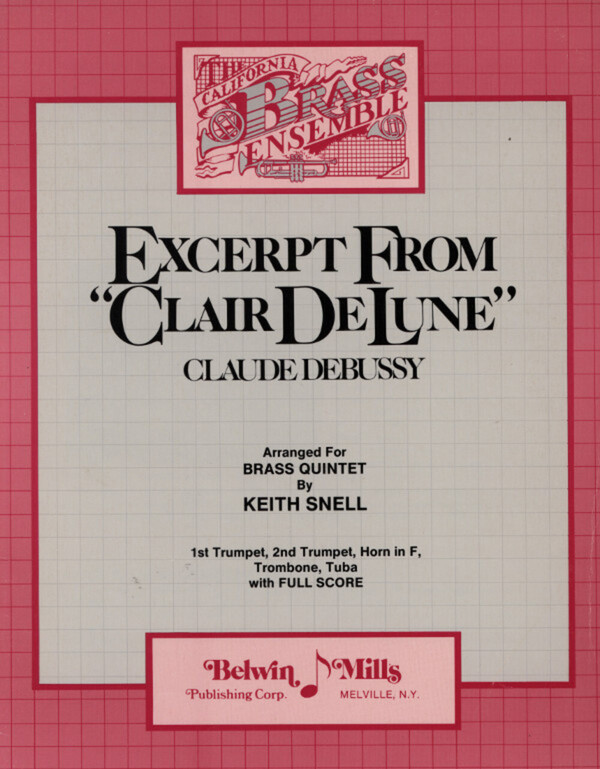 THE
CALIFORNIA
BRASS
ENSEMBLE
EXCERPT FROM
“CLAIR DE LUNE”
CLAUDE DEBUSSY
Arranged For
BRASS QUINTET
By
KEITH SNELL
1st Trumpet, 2nd Trumpet, Horn in F,
Trombone, Tuba
with FULL SCORE
Belwin Mills
Publishing Corp. MELVILLE, N.Y.